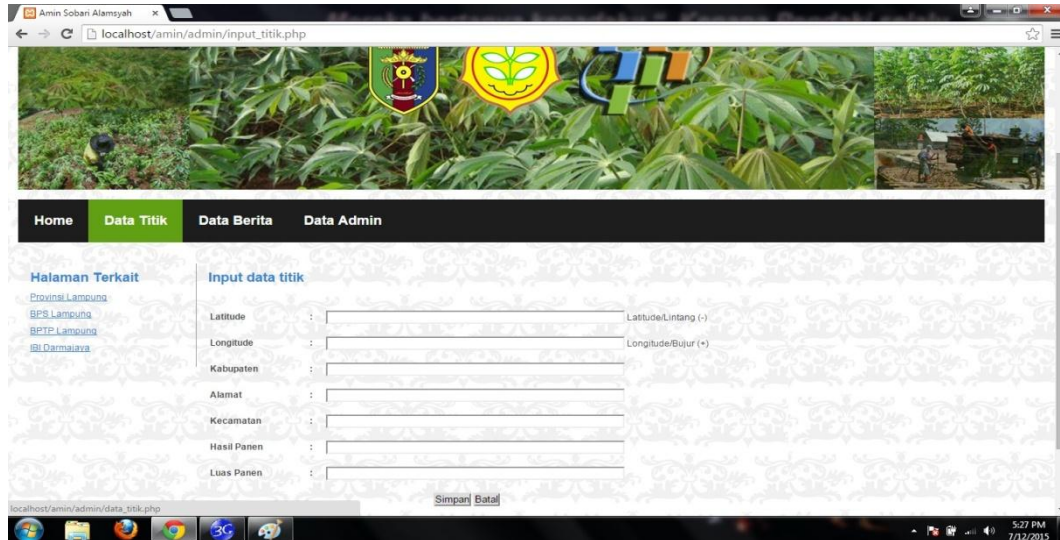 Amin Sobari Alamsyah
localhost/amin/admin/input_titik.php
Home Data Titik Data Berita Data Admin
Halaman Terkait
Provinsi Lampung
BPS Lampung
BPTP Lampung
IBI Darmajaya
Input data titik
Latitude : Latitude/Lintang (-)
Longitude : Longitude/Bujur (+)
Kabupaten :
Alamat :
Kecamatan :
Hasil Panen :
Luas Panen :
Simpan Batal
localhost/amin/admin/data_titik.php
3G
5:27 PM
7/12/2015